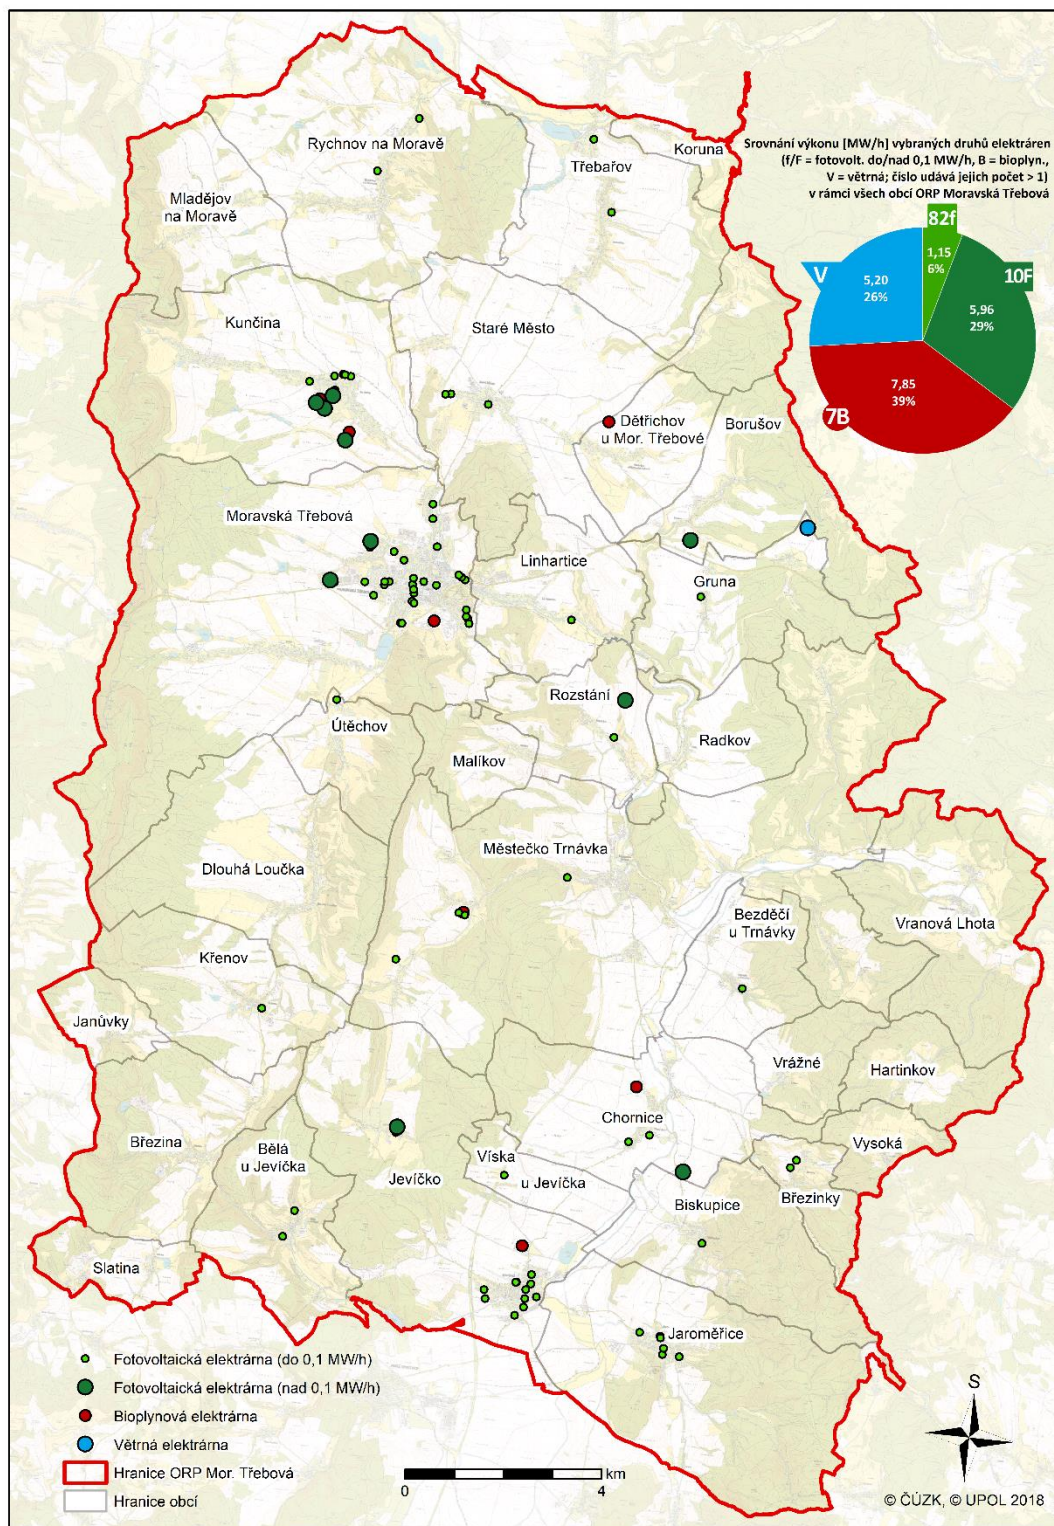 Srovnání výkonu [MW/h] vybraných druhů elektráren
(f/F = fotovolt. do/nad 0,1 MW/h, B = bioplyn.,
V = větrná; číslo udává jejich počet > 1)
v rámci všech obcí ORP Moravská Třebová
82f
1,15
6%
10F
5,96
29%
V
5,20
26%
7B
7,85
39%
Rychnov na Moravě
Třebařov
Koruna
Mladějov
na Moravě
Kunčina
Staré Město
Dětřichov
u Mor. Třebové
Borušov
Moravská Třebová
Linhartice
Gruna
Rozstání
Útěchov
Malíkov
Radkov
Městečko Trnávka
Dlouhá Loučka
Bezděčí
u Trnávky
Vranová Lhota
Křenov
Janůvky
Vrážné
Hartinkov
Chornice
Vysoká
Březina
Bělá
u Jevíčka
Jevíčko
Víska
u Jevíčka
Biskupice
Březinky
Slatina
Jaroměřice
Fotovoltaická elektrárna (do 0,1 MW/h)
Fotovoltaická elektrárna (nad 0,1 MW/h)
Bioplynová elektrárna
Větrná elektrárna
Hranice ORP Mor. Třebová
Hranice obcí
km
0 4
S
© ČÚZK, © UPOL 2018